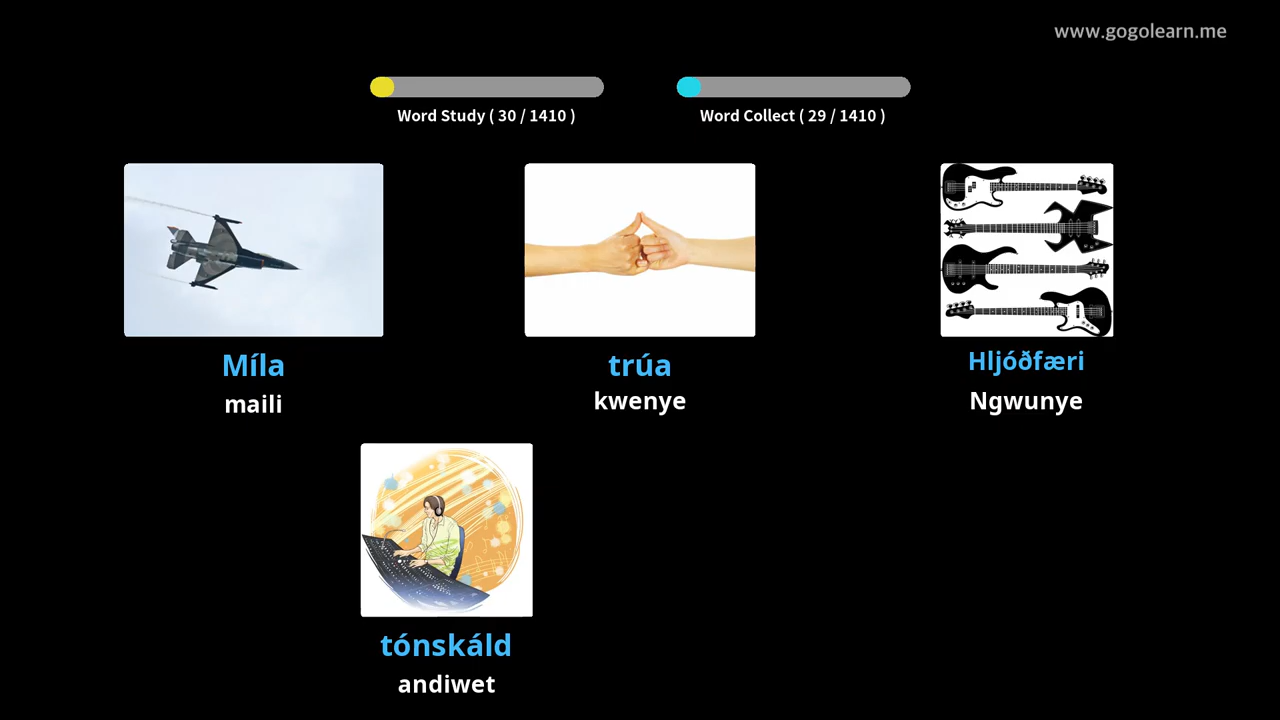 www.gogolearn.me
Word Study ( 30 / 1410 )
Word Collect ( 29 / 1410 )
Míla
maili
trúa
kwenye
Hljóðfæri
Ngwunye
tónskáld
andiwet